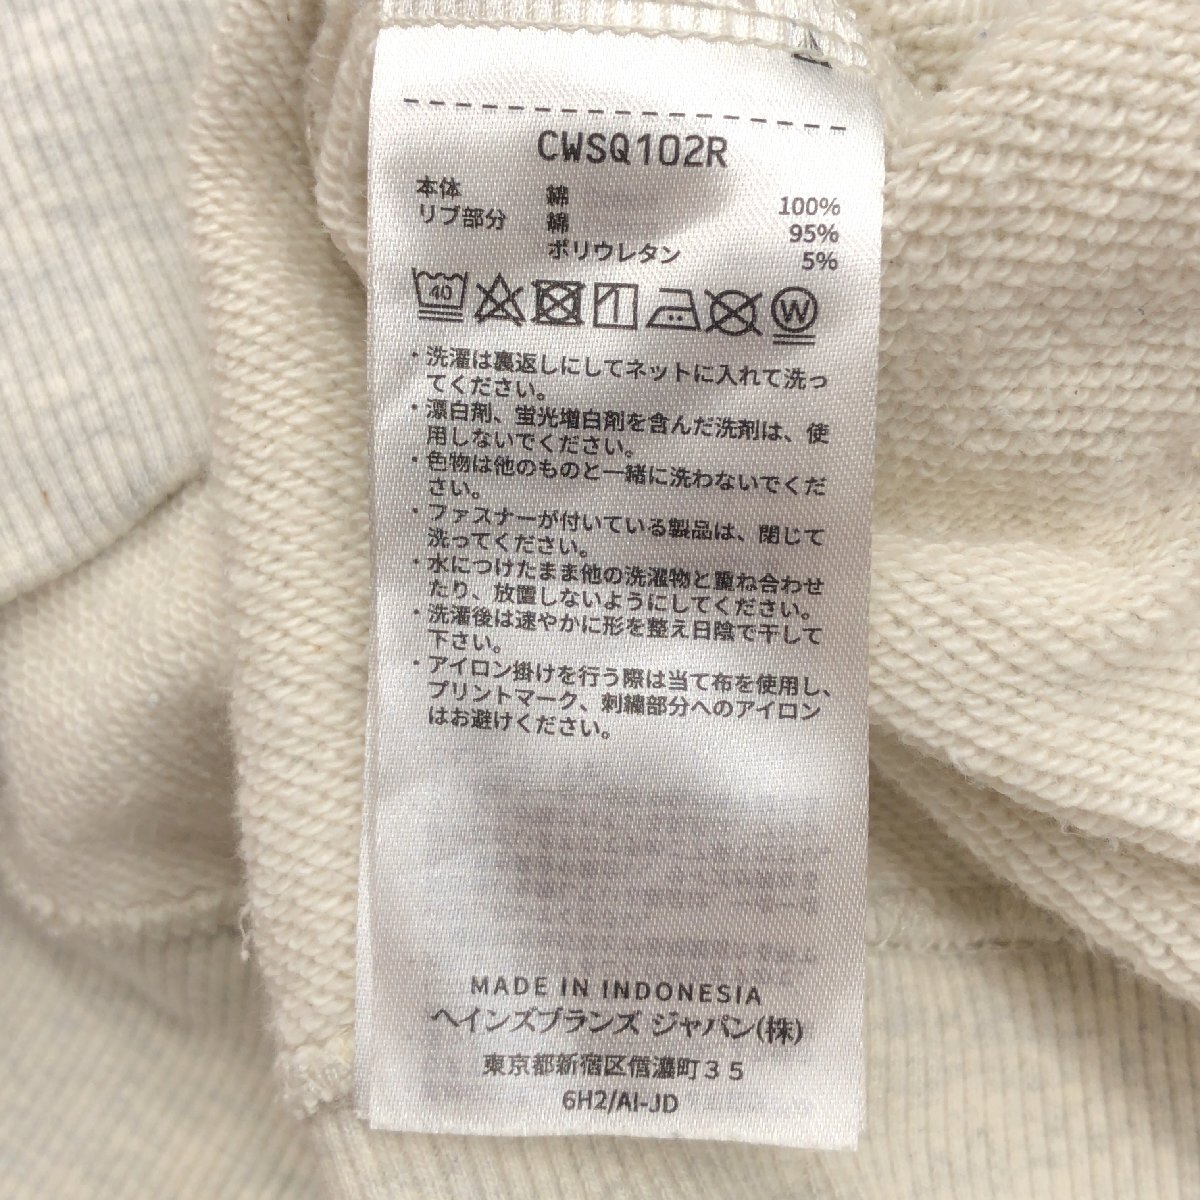 CWSQ102R
本体 綿 100%
リブ部分 綿 95%
ポリウレタン 5%
40
W
・洗濯は裏返しにしてネットに入れて洗っ
てください。
・漂白剤、蛍光増白剤を含んだ洗剤は、使
用しないでください。
・色物は他のものと一緒に洗わないでくだ
さい。
・ファスナーが付いている製品は、閉じて
洗ってください。
・水につけたまま他の洗濯物と重ね合わせ
たり、放置しないようにしてください。
・洗濯後は速やかに形を整え日陰で干して
下さい。
・アイロン掛けを行う際は当て布を使用し、
プリントマーク、刺繍部分へのアイロン
はお避けください。
MADE IN INDONESIA
ヘインズブランズ ジャパン(株)
東京都新宿区信濃町35
6H2/AI-JD